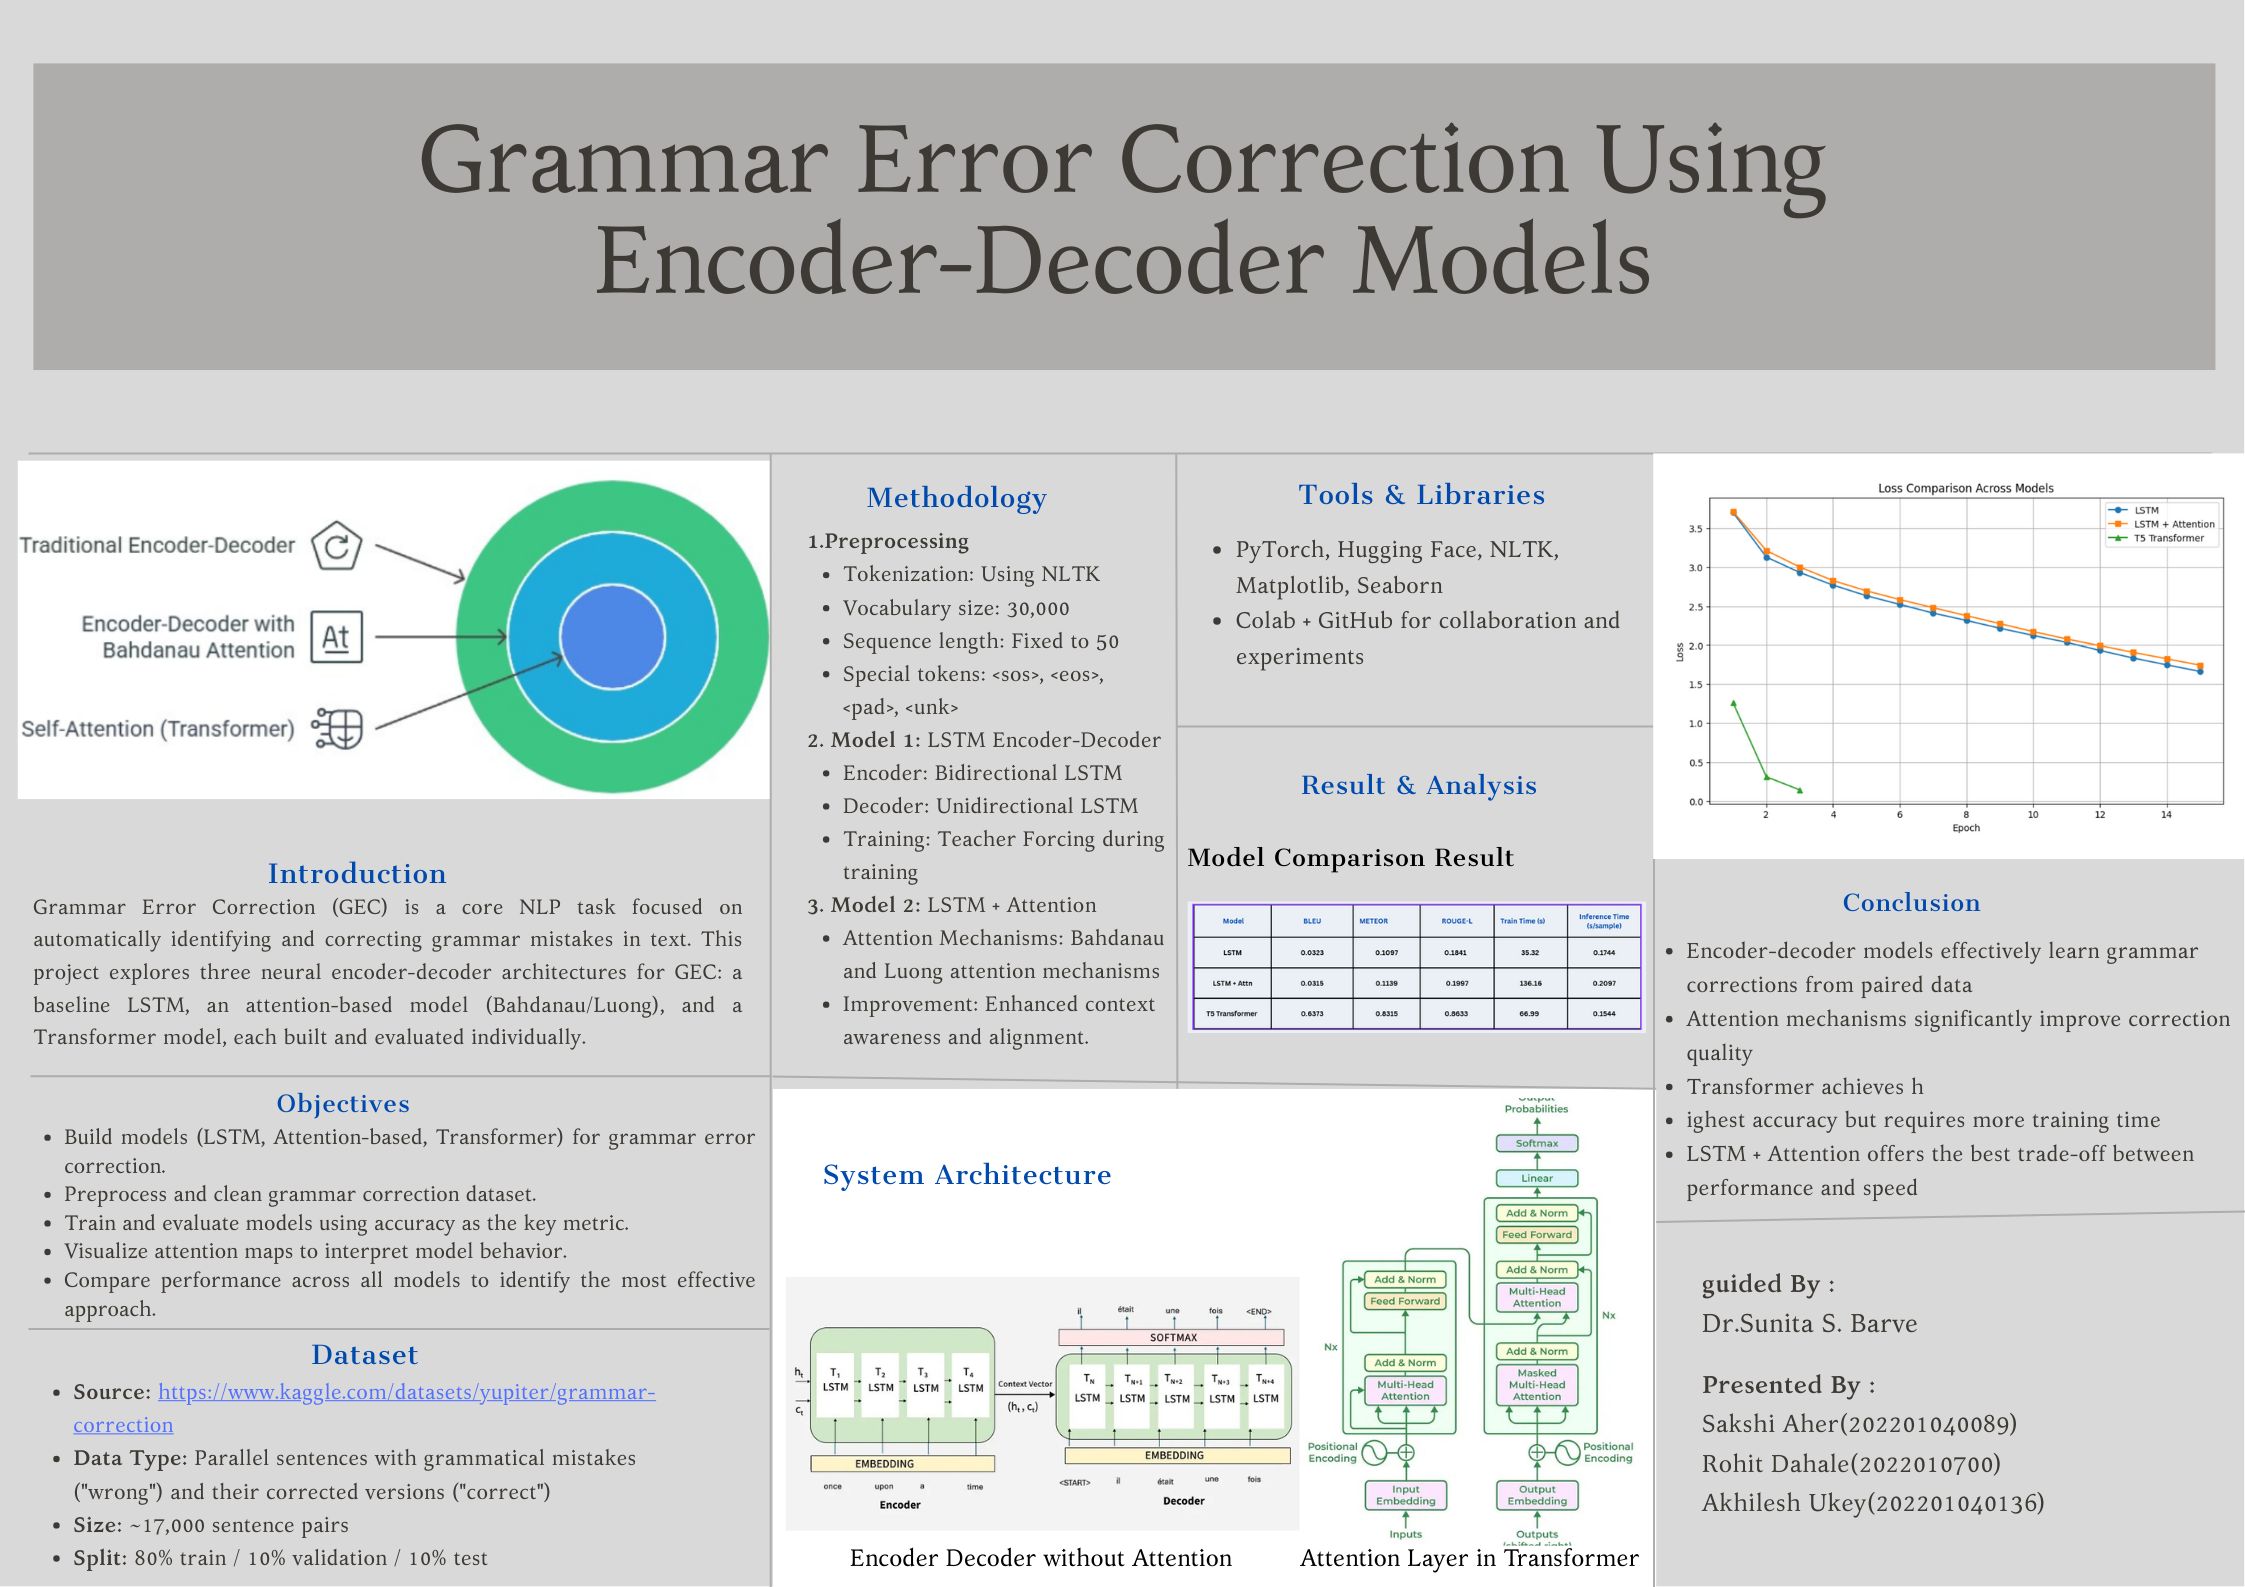 Grammar Error Correction Using
Encoder-Decoder Models
Traditional Encoder-Decoder
Encoder-Decoder with
Bahdanau Attention
At
Self-Attention (Transformer)
Introduction
Grammar Error Correction (GEC) is a core NLP task focused on
automatically identifying and correcting grammar mistakes in text. This
project explores three neural encoder-decoder architectures for GEC: a
baseline LSTM, an attention-based model (Bahdanau/Luong), and a
Transformer model, each built and evaluated individually.
Objectives
• Build models (LSTM, Attention-based, Transformer) for grammar error
correction.
• Preprocess and clean grammar correction dataset.
• Train and evaluate models using accuracy as the key metric.
• Visualize attention maps to interpret model behavior.
• Compare performance across all models to identify the most effective
approach.
Dataset
• Source: https://www.kaggle.com/datasets/yupiter/grammar-
correction
• Data Type: Parallel sentences with grammatical mistakes
("wrong") and their corrected versions ("correct")
• Size: ~17,000 sentence pairs
• Split: 80% train / 10% validation / 10% test
Methodology
1.Preprocessing
• Tokenization: Using NLTK
• Vocabulary size: 30,000
• Sequence length: Fixed to 50
• Special tokens: <sos>, <eos>,
<pad>, <unk>
2. Model 1: LSTM Encoder-Decoder
• Encoder: Bidirectional LSTM
• Decoder: Unidirectional LSTM
• Training: Teacher Forcing during
training
3. Model 2: LSTM + Attention
• Attention Mechanisms: Bahdanau
and Luong attention mechanisms
• Improvement: Enhanced context
awareness and alignment.
Tools & Libraries
• PyTorch, Hugging Face, NLTK,
Matplotlib, Seaborn
• Colab + GitHub for collaboration and
experiments
Result & Analysis
Model Comparison Result
Model BLEU METEOR ROUGE-L Train Time (s) Inference Time (s/sample)
LSTM 0.0323 0.1097 0.1841 35.32 0.1744
LSTM + Attn 0.0315 0.1139 0.1997 136.16 0.2097
T5 Transformer 0.6373 0.8315 0.8633 66.99 0.1544
System Architecture
il était une fois <END>
SOFTMAX
T1 T2 T3 T4
LSTM LSTM LSTM LSTM
ht
ct
Context Vector
(ht, ct)
TN TN+1 TN+2 TN+3 TN+4
LSTM LSTM LSTM LSTM LSTM
EMBEDDING
EMBEDDING
once upon a time
<START> il était une fois
Encoder
Decoder
Encoder Decoder without Attention
Output
Probabilities
Softmax
Linear
Add & Norm
Feed Forward
Add & Norm
Multi-Head
Attention
Add & Norm
Masked
Multi-Head
Attention
Nx
Add & Norm
Feed Forward
Nx
Add & Norm
Multi-Head
Attention
Positional
Encoding
Positional
Encoding
Input
Embedding
Output
Embedding
Inputs
Outputs
(shifted right)
Attention Layer in Transformer
Loss Comparison Across Models
LSTM
LSTM + Attention
T5 Transformer
Loss
3.5
3.0
2.5
2.0
1.5
1.0
0.5
0.0
2 4 6 8 10 12 14
Epoch
Conclusion
• Encoder-decoder models effectively learn grammar
corrections from paired data
• Attention mechanisms significantly improve correction
quality
• Transformer achieves h
• ighest accuracy but requires more training time
• LSTM + Attention offers the best trade-off between
performance and speed
guided By :
Dr.Sunita S. Barve
Presented By :
Sakshi Aher(202201040089)
Rohit Dahale(2022010700)
Akhilesh Ukey(202201040136)